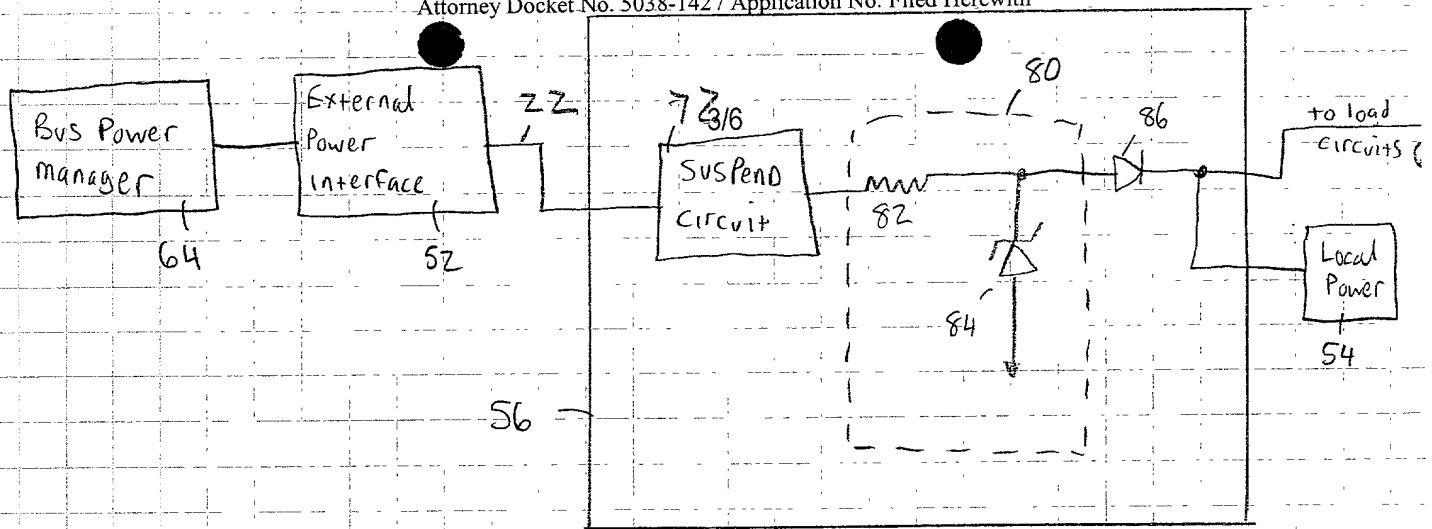 Attorney Docket No. 5038-142 / Application No. Filed Herewith
80
External
Power
Interface
22
72
3/6
86
to load
circuits
Bus Power
manager
SUSPEND
circuit
82
64
52
Local
Power
84
54
56